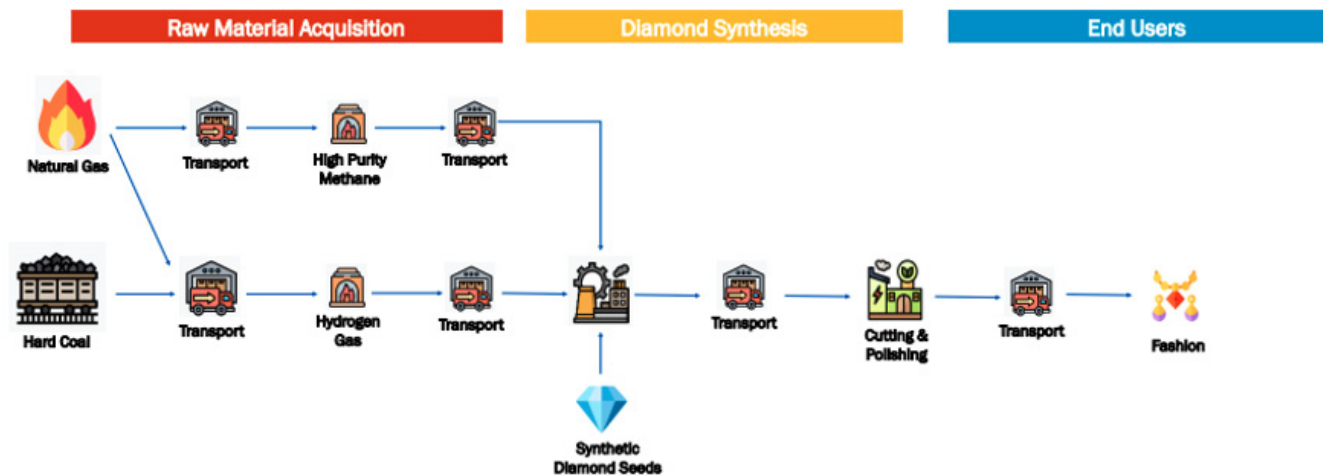 Raw Material Acquisition
Diamond Synthesis
End Users
Natural Gas
Transport
High Purity
Methane
Transport
Hard Coal
Transport
Hydrogen
Gas
Transport
Transport
Cutting &
Polishing
Transport
Fashion
Synthetic
Diamond Seeds